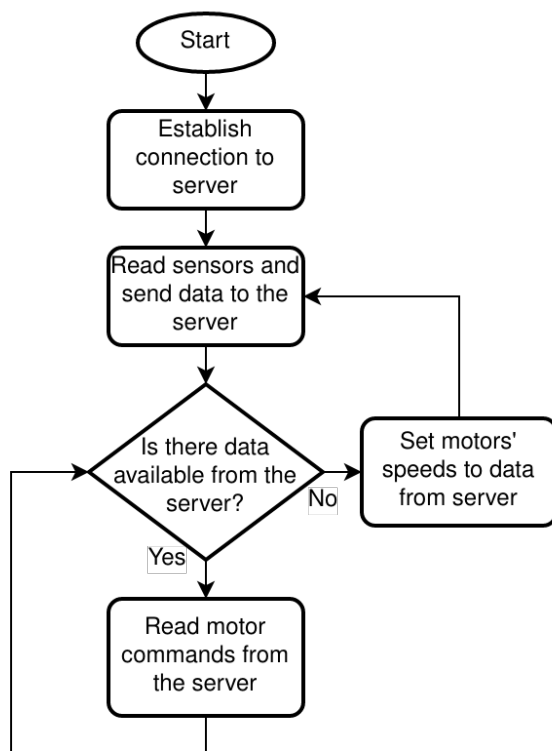 Start
Establish
connection to
server
Read sensors and
send data to the
server
Is there data
available from the
server?
No
Set motors'
speeds to data
from server
Yes
Read motor
commands from
the server